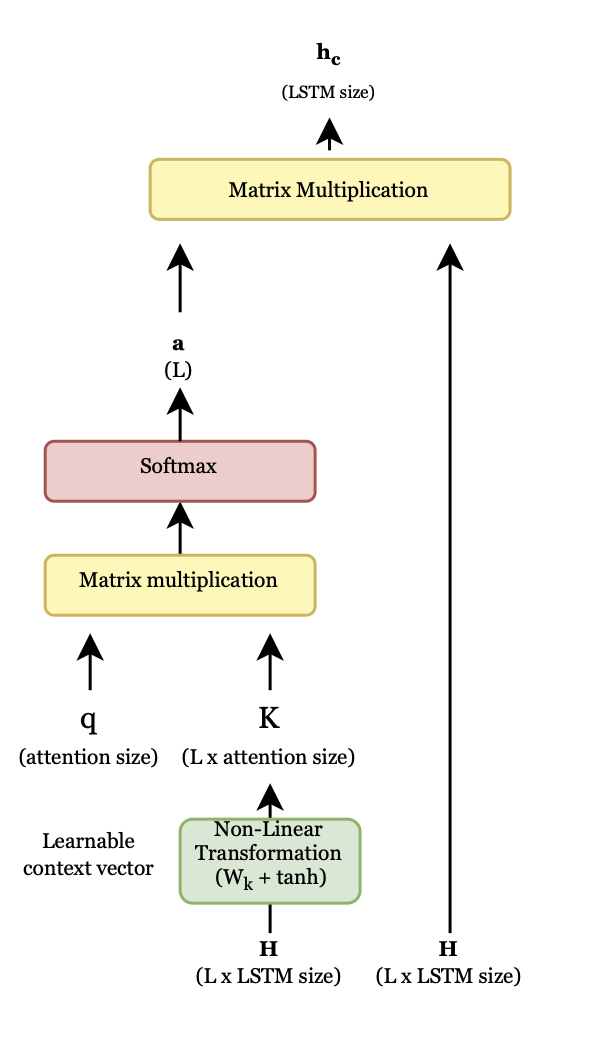 h_c
(LSTM size)
Matrix Multiplication
a
(L)
Softmax
Matrix multiplication
q
K
(attention size)
(L x attention size)
Learnable
context vector
Non-Linear
Transformation
(W_k + tanh)
H
(L x LSTM size)
H
(L x LSTM size)